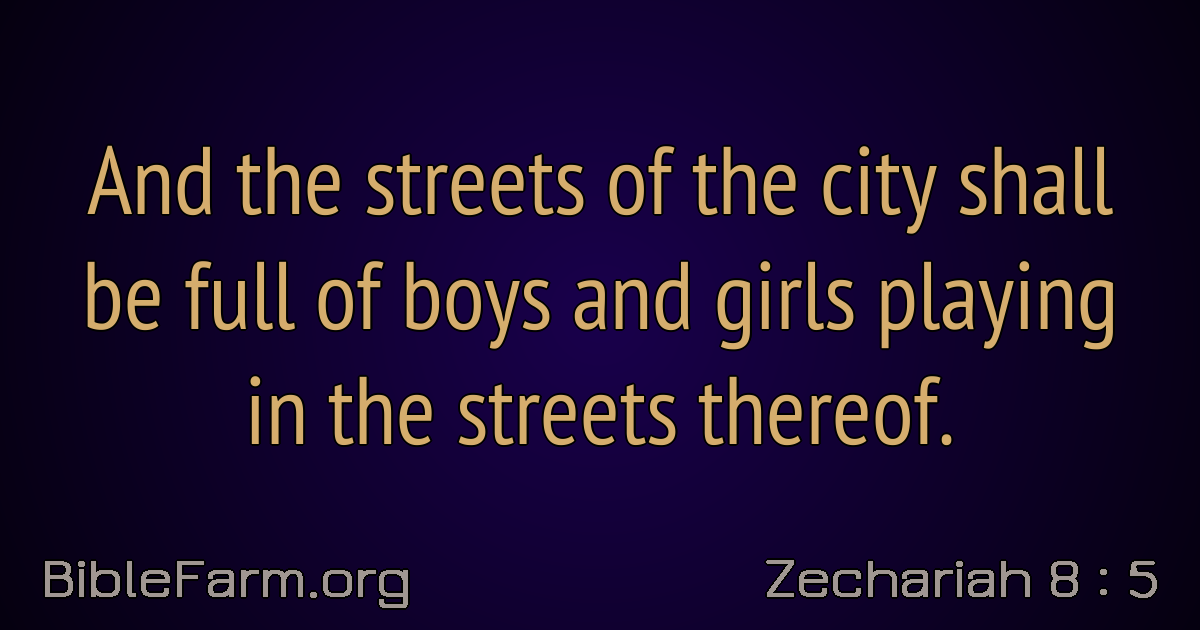 And the streets of the city shall
be full of boys and girls playing
in the streets thereof.
BibleFarm.org
Zechariah 8 : 5